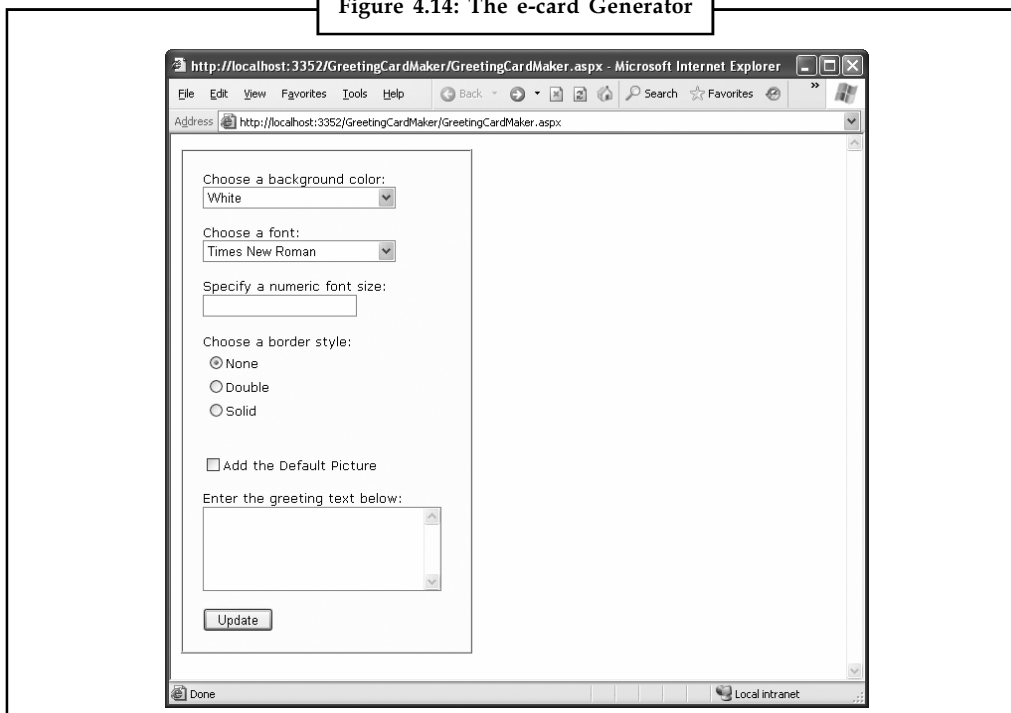 Figure 4.14: The e-card Generator
http://localhost:3352/GreetingCardMaker/GreetingCardMaker.aspx - Microsoft Internet Explorer
File Edit View Favorites Tools Help Back Search Favorites »
Address http://localhost:3352/GreetingCardMaker/GreetingCardMaker.aspx
Choose a background color:
White
Choose a font:
Times New Roman
Specify a numeric font size:
Choose a border style:
None
Double
Solid
Add the Default Picture
Enter the greeting text below:
Update
Done Local intranet